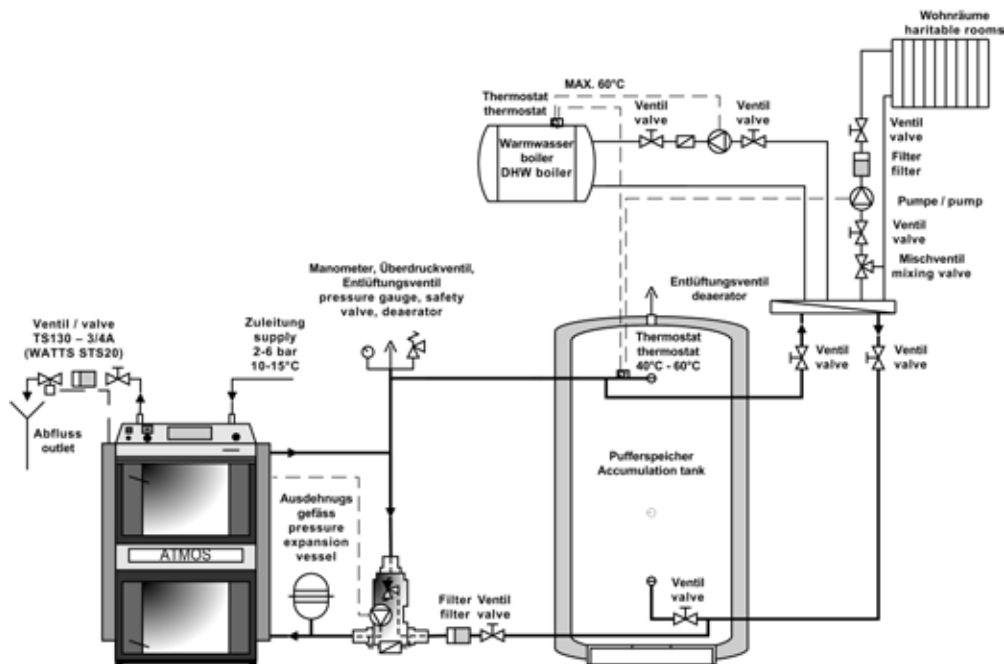 Wohnräume
haritable rooms
MAX. 60°C
Thermostat
thermostat
Ventil
valve
Ventil
valve
Ventil
valve
Warmwasser
boiler
DHW boiler
Filter
filter
Pumpe / pump
Ventil
valve
Mischventil
mixing valve
Manometer, Überdruckventil,
Entlüftungsventil
pressure gauge, safety
valve, deaerator
Entlüftungsventil
deaerator
Ventil / valve
TS130 – 3/4A
(WATTS STS20)
Zuleitung
supply
2-6 bar
10-15°C
Thermostat
thermostat
40°C - 60°C
Ventil
valve
Ventil
valve
Abfluss
outlet
Pufferspeicher
Accumulation tank
Ausdehnugs
gefäss
pressure
expansion
vessel
ATMOS
Filter
filter
Ventil
valve
Ventil
valve